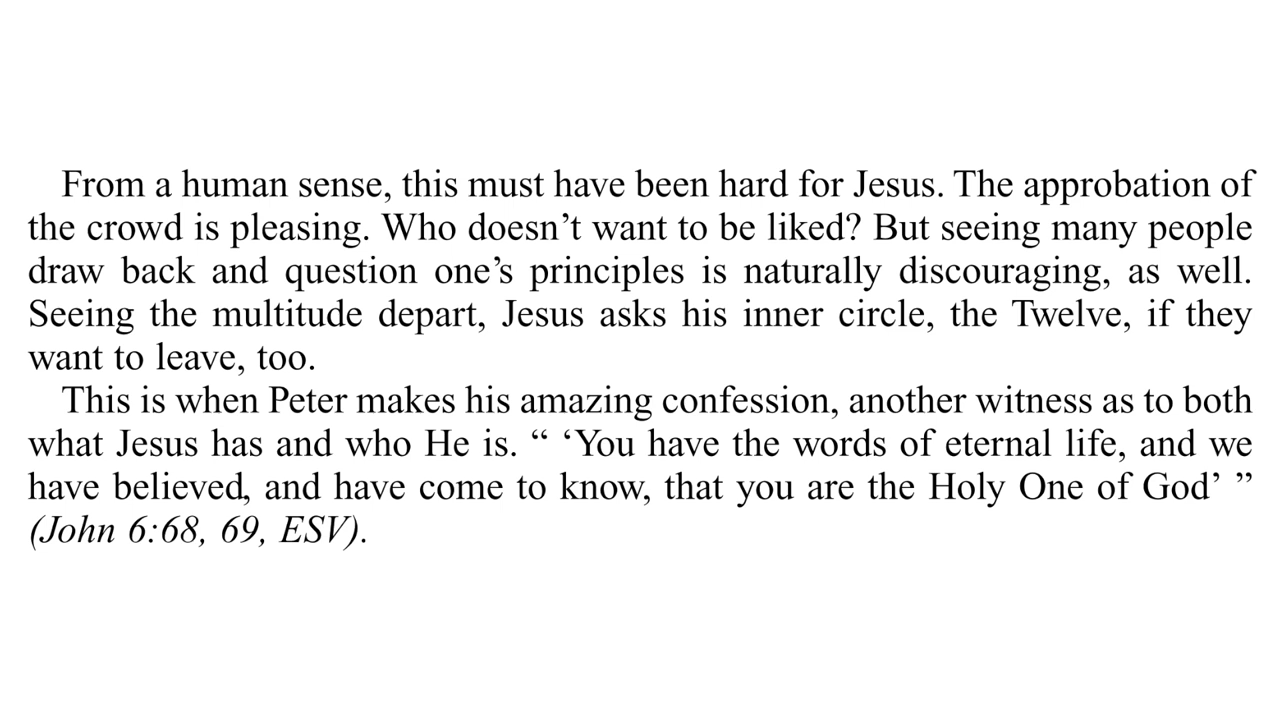 From a human sense, this must have been hard for Jesus. The approbation of
the crowd is pleasing. Who doesn’t want to be liked? But seeing many people
draw back and question one’s principles is naturally discouraging, as well.
Seeing the multitude depart, Jesus asks his inner circle, the Twelve, if they
want to leave, too.
This is when Peter makes his amazing confession, another witness as to both
what Jesus has and who He is. “ ‘You have the words of eternal life, and we
have believed, and have come to know, that you are the Holy One of God’ ”
(John 6:68, 69, ESV).